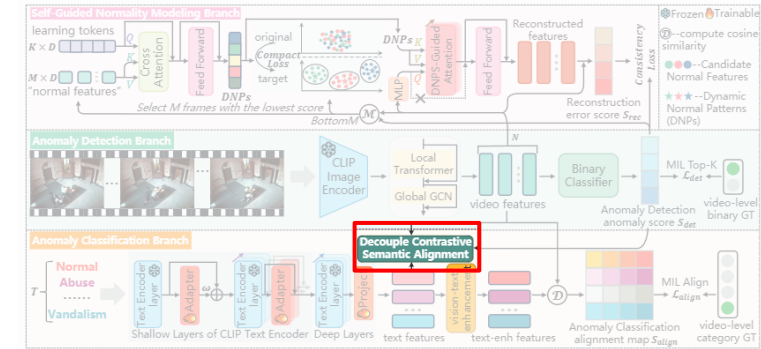 Self-Guided Normality Modeling Branch
Frozen Trainable
learning tokens
K × D
Q
K
V
M × D
"normal features"
Cross
Attention
Feed Forward
DNPs
original
Compact
Loss
target
DNPs
K
V
Q
MLP
DNPS-Guided
Attention
Feed Forward
Reconstructed
features
Reconstruction
error score S_rec
Consistency
Loss
D--compute cosine
similarity
--Candidate
Normal Features
--Dynamic
Normal Patterns
(DNPs)
Select M frames with the lowest score
BottomM
M
Anomaly Detection Branch
CLIP
Image
Encoder
Local
Transformer
Global GCN
N
video features
Binary
Classifier
Anomaly Detection
anomaly score S_det
MIL Top-K
L_det
video-level
binary GT
Decouple Contrastive
Semantic Alignment
Anomaly Classification Branch
T
Normal
Abuse
......
Vandalism
Text Encoder
layer
Adapter
ω
Text Encoder
layer
Adapter
Text Encoder
layer
Project
Shallow Layers of CLIP Text Encoder
Deep Layers
text features
vision-text
enhancement
text-enh features
D
Anomaly Classification
alignment map S_align
MIL Align
L_align
video-level
category GT